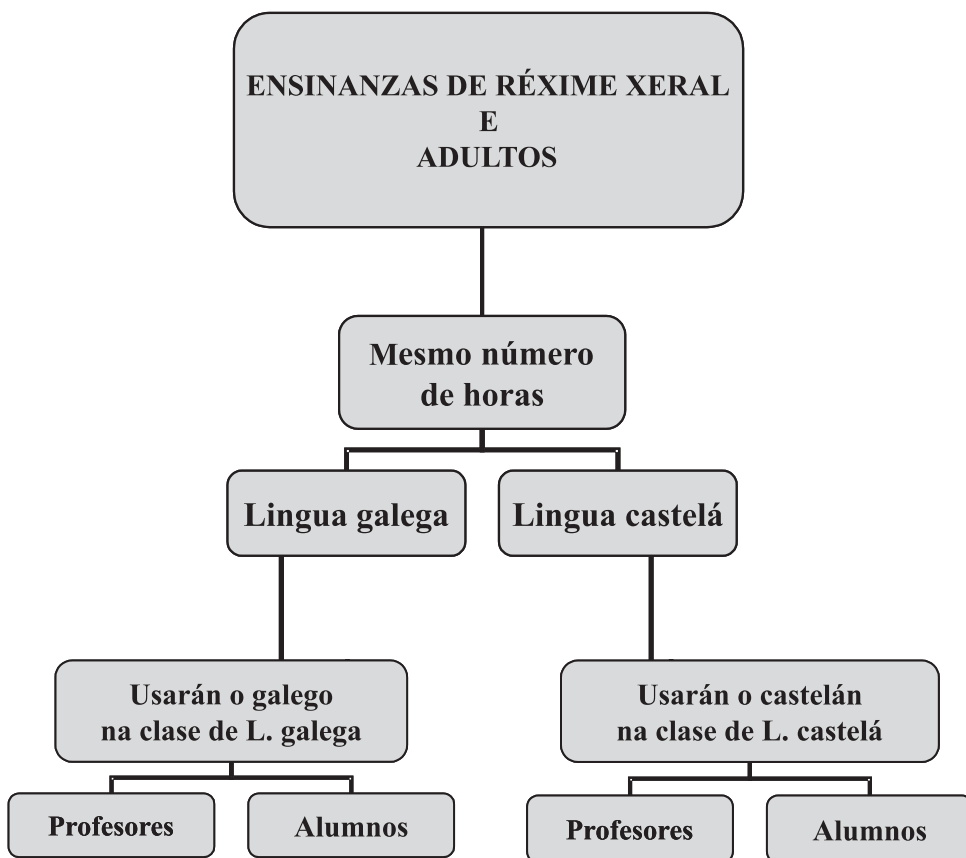 ENSINANZAS DE RÉXIME XERAL
E
ADULTOS
Mesmo número
de horas
Lingua galega
Lingua castelá
Usarán o galego
na clase de L. galega
Usarán o castelán
na clase de L. castelá
Profesores
Alumnos
Profesores
Alumnos